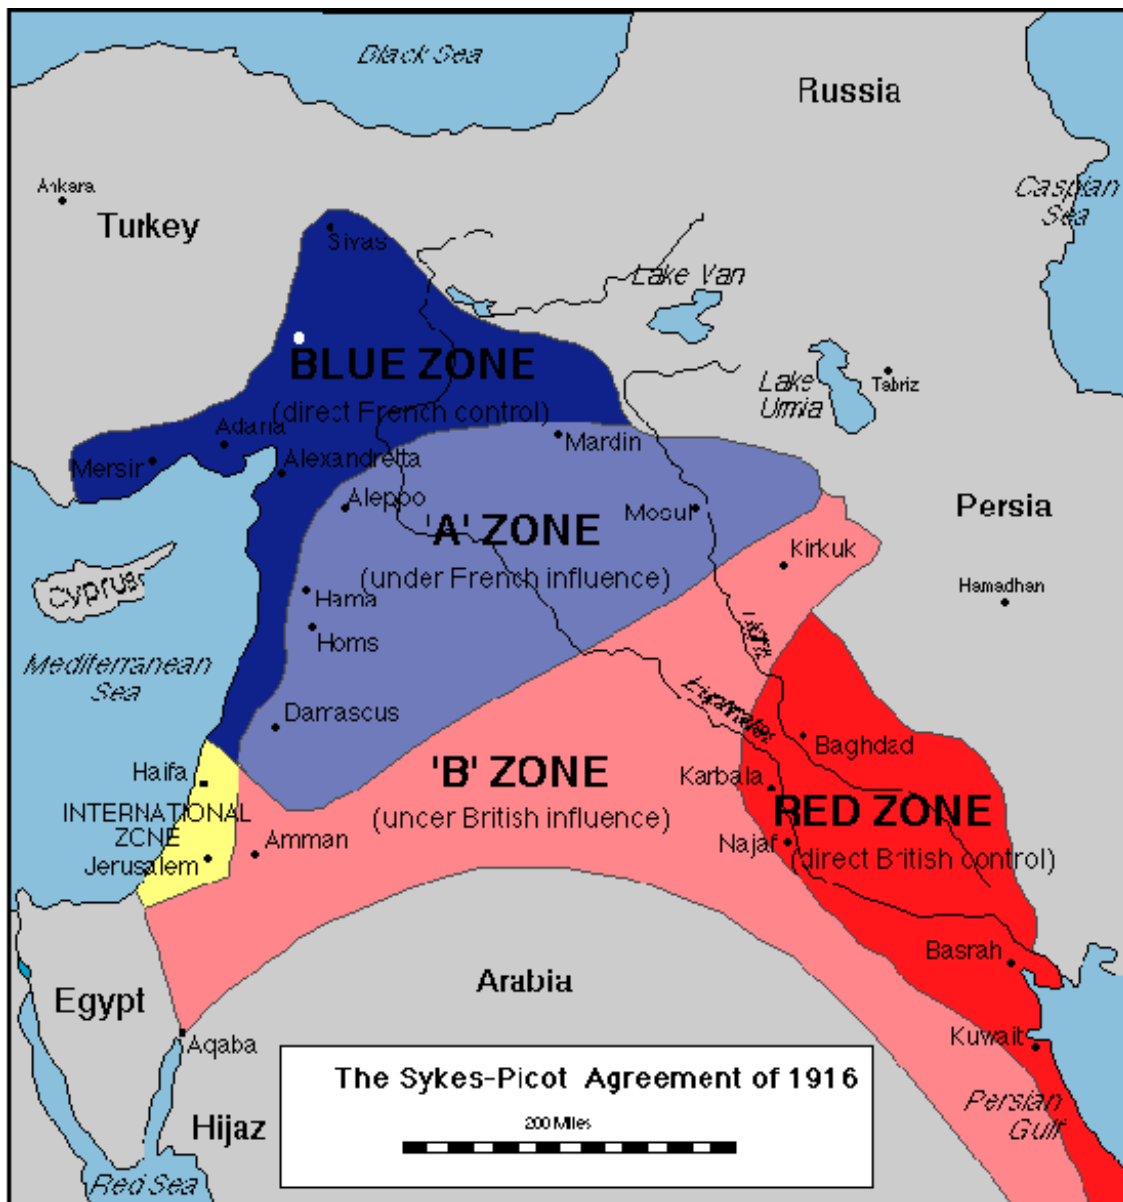 Black Sea
Russia
Caspian
Sea
Ankara
Turkey
Sivas
Lake Van
BLUE ZONE
(direct French control)
Lake
Urmia
Tabriz
Adana
Mersin
Alexandretta
Mardin
Aleppo
'A' ZONE
(under French influence)
Mosul
Persia
Kirkuk
Cyprus
Hama
Hamadhan
Homs
Tigris
Mediterranean
Sea
Euphrates
Damascus
Baghdad
Haifa
'B' ZONE
(uncer British influence)
Karbala
INTERNATIONAL
ZCNE
RED ZONE
(direct British control)
Jerusalem
Amman
Najaf
Basrah
Arabia
Egypt
Aqaba
Kuwait
The Sykes-Picot Agreement of 1916
200 Miles
Persian
Gulf
Hijaz
Red Sea